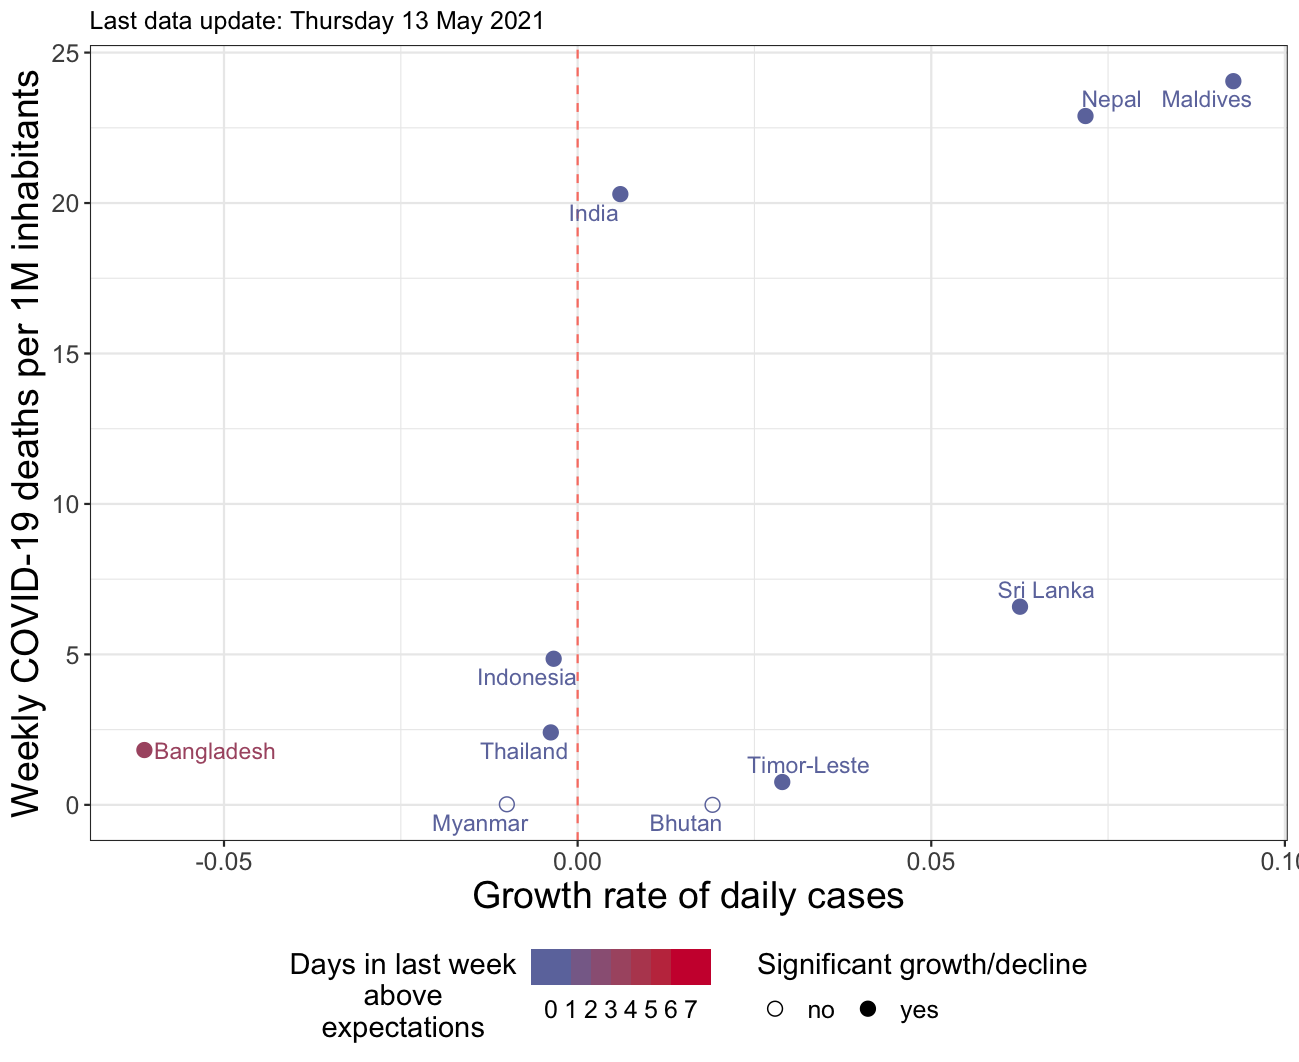 Last data update: Thursday 13 May 2021
Weekly COVID-19 deaths per 1M inhabitants
25
20
15
10
5
0
Nepal
Maldives
India
Sri Lanka
Indonesia
Thailand
Bangladesh
Timor-Leste
Myanmar
Bhutan
-0.05
0.00
0.05
0.10
Growth rate of daily cases
Days in last week
above
expectations
0 1 2 3 4 5 6 7
Significant growth/decline
no
yes